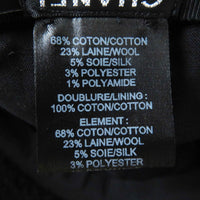 CHANEL
68% COTON/COTTON
23% LAINE/WOOL
5% SOIE/SILK
3% POLYESTER
1% POLYAMIDE
DOUBLURE/LINING :
100% COTON/COTTON
ELEMENT :
68% COTON/COTTON
23% LAINE/WOOL
5% SOIE/SILK
3% POLYESTER